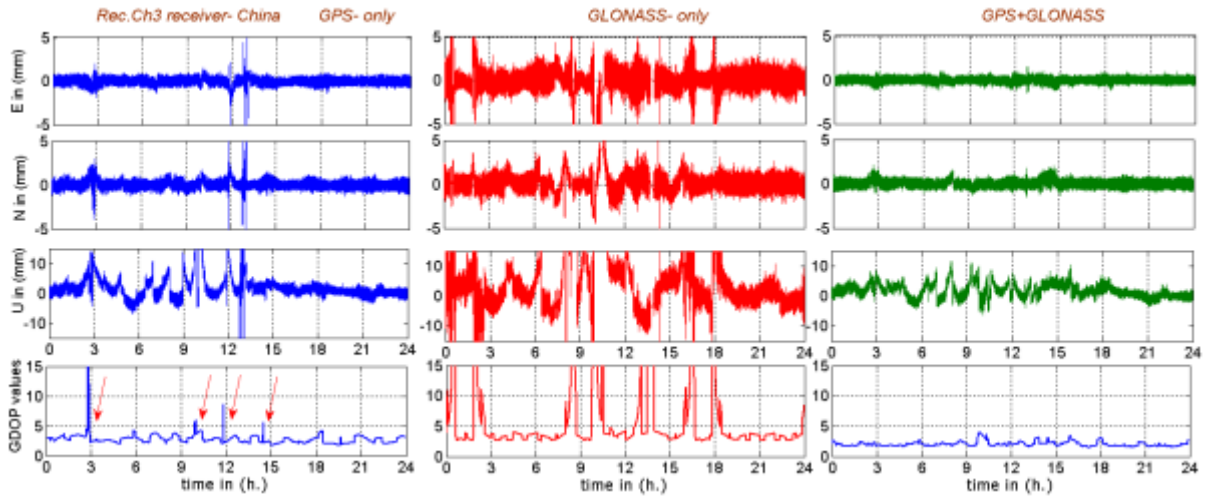 Rec.Ch3 receiver- China GPS- only GLONASS- only GPS+GLONASS
E in (mm)
5 0 -5
5 0 -5
5 0 -5
N in (mm)
5 0 -5
5 0 -5
5 0 -5
U in (mm)
10 0 -10
10 0 -10
10 0 -10
0 3 6 9 12 15 18 21 24
0 3 6 9 12 15 18 21 24
0 3 6 9 12 15 18 21 24
GDOP values
15 10 5 0
15 10 5 0
15 10 5 0
0 3 6 9 12 15 18 21 24
0 3 6 9 12 15 18 21 24
0 3 6 9 12 15 18 21 24
time in (h.) time in (h.) time in (h.)